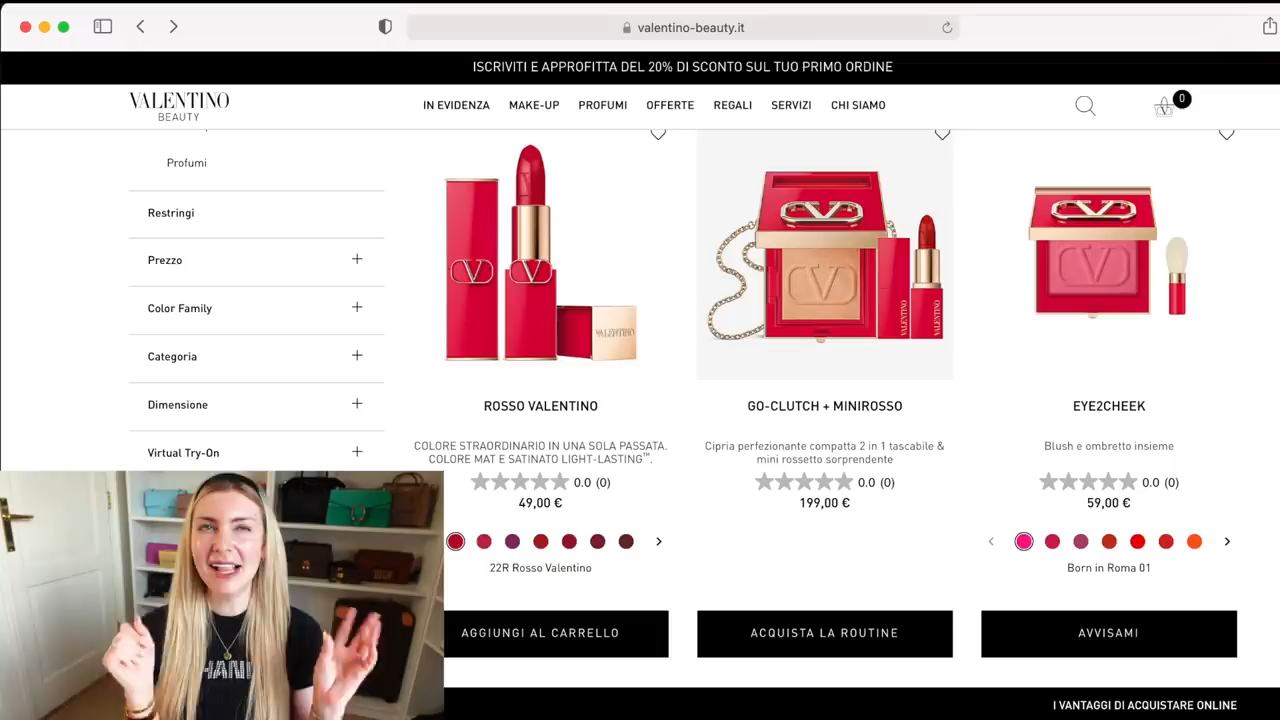 valentino-beauty.it
ISCRIVITI E APPROFITTA DEL 20% DI SCONTO SUL TUO PRIMO ORDINE
VALENTINO
BEAUTY
IN EVIDENZA MAKE-UP PROFUMI OFFERTE REGALI SERVIZI CHI SIAMO
0
Profumi
Restringi
Prezzo +
Color Family +
Categoria +
Dimensione +
Virtual Try-On +
VALENTINO
VALENTINO
VALENTINO
ROSSO VALENTINO
COLORE STRAORDINARIO IN UNA SOLA PASSATA.
COLORE MAT E SATINATO LIGHT-LASTING™.
0.0 (0)
49,00 €
22R Rosso Valentino
AGGIUNGI AL CARRELLO
GO-CLUTCH + MINIROSSO
Cipria perfezionante compatta 2 in 1 tascabile &
mini rossetto sorprendente
0.0 (0)
199,00 €
ACQUISTA LA ROUTINE
EYE2CHEEK
Blush e ombretto insieme
0.0 (0)
59,00 €
Born in Roma 01
AVVISAMI
I VANTAGGI DI ACQUISTARE ONLINE